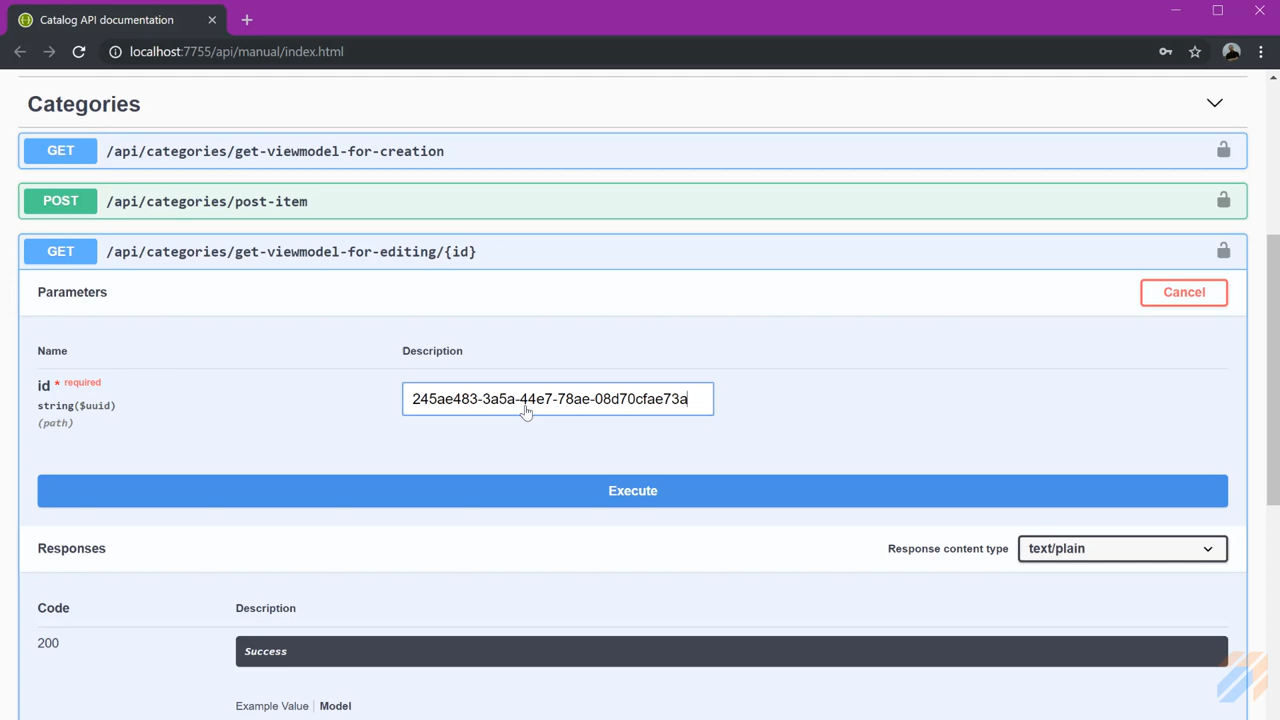 Catalog API documentation
localhost:7755/api/manual/index.html
Categories
GET /api/categories/get-viewmodel-for-creation
POST /api/categories/post-item
GET /api/categories/get-viewmodel-for-editing/{id}
Parameters Cancel
Name Description
id * required
string($uuid)
(path)
245ae483-3a5a-44e7-78ae-08d70cfae73a
Execute
Responses Response content type text/plain
Code Description
200 Success
Example Value Model